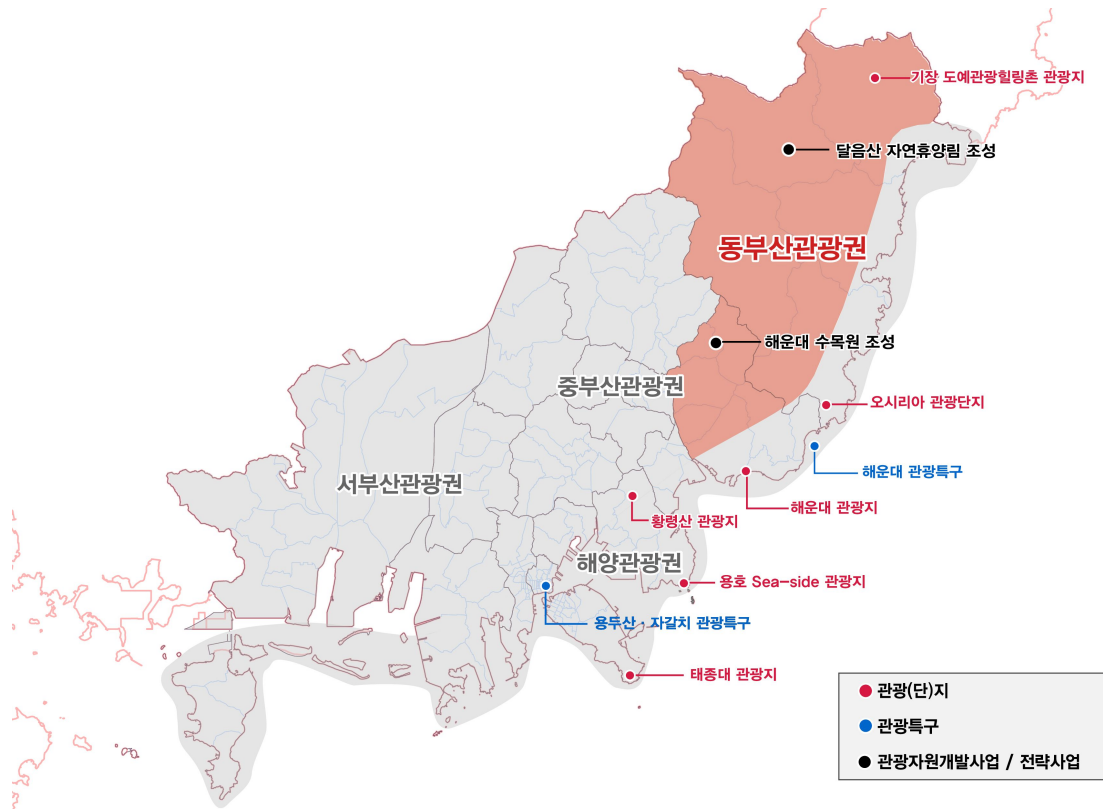 기장 도예관광힐링촌 관광지
달음산 자연휴양림 조성
동부산관광권
해운대 수목원 조성
중부산관광권
오시리아 관광단지
해운대 관광특구
서부산관광권
해운대 관광지
황령산 관광지
해양관광권
용호 Sea-side 관광지
용두산 · 자갈치 관광특구
태종대 관광지
관광(단)지
관광특구
관광자원개발사업 / 전략사업